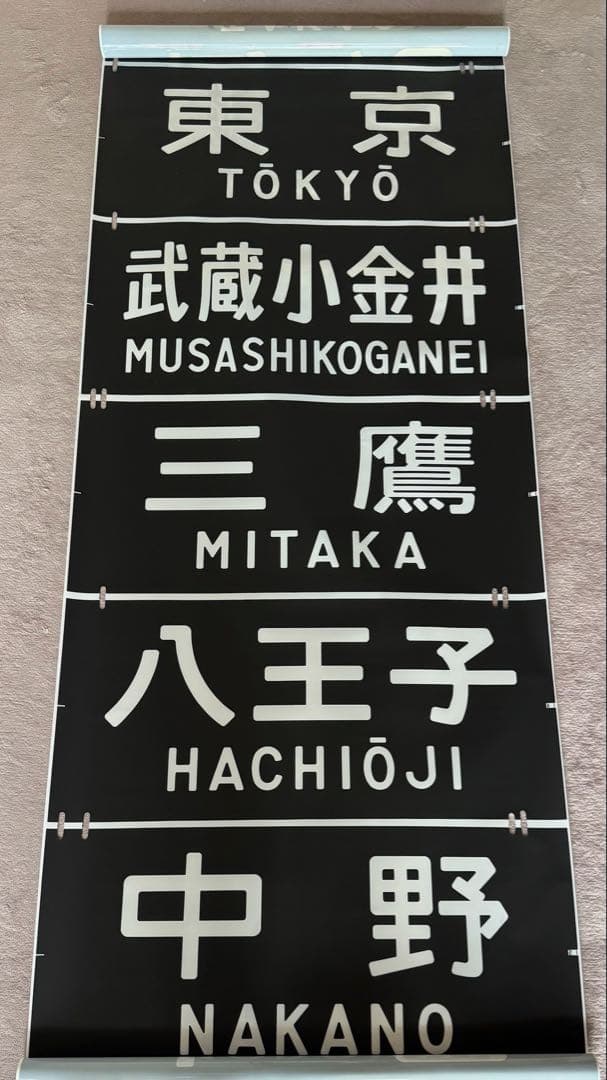 東京
TŌKYŌ
武蔵小金井
MUSASHIKOGANEI
三鷹
MITAKA
八王子
HACHIŌJI
中野
NAKANO